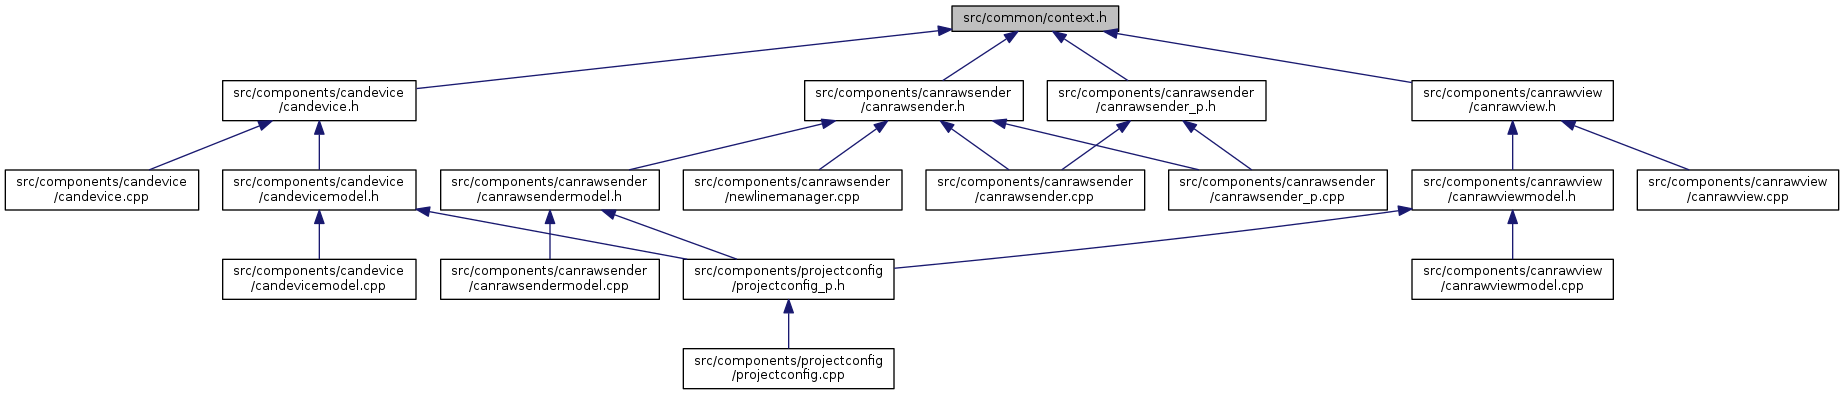 src/common/context.h
src/components/candevice
/candevice.h
src/components/canrawsender
/canrawsender.h
src/components/canrawsender
/canrawsender_p.h
src/components/canrawview
/canrawview.h
src/components/candevice
/candevice.cpp
src/components/candevice
/candevicemodel.h
src/components/canrawsender
/canrawsendermodel.h
src/components/canrawsender
/newlinemanager.cpp
src/components/canrawsender
/canrawsender.cpp
src/components/canrawsender
/canrawsender_p.cpp
src/components/canrawview
/canrawviewmodel.h
src/components/canrawview
/canrawview.cpp
src/components/candevice
/candevicemodel.cpp
src/components/canrawsender
/canrawsendermodel.cpp
src/components/projectconfig
/projectconfig_p.h
src/components/canrawview
/canrawviewmodel.cpp
src/components/projectconfig
/projectconfig.cpp